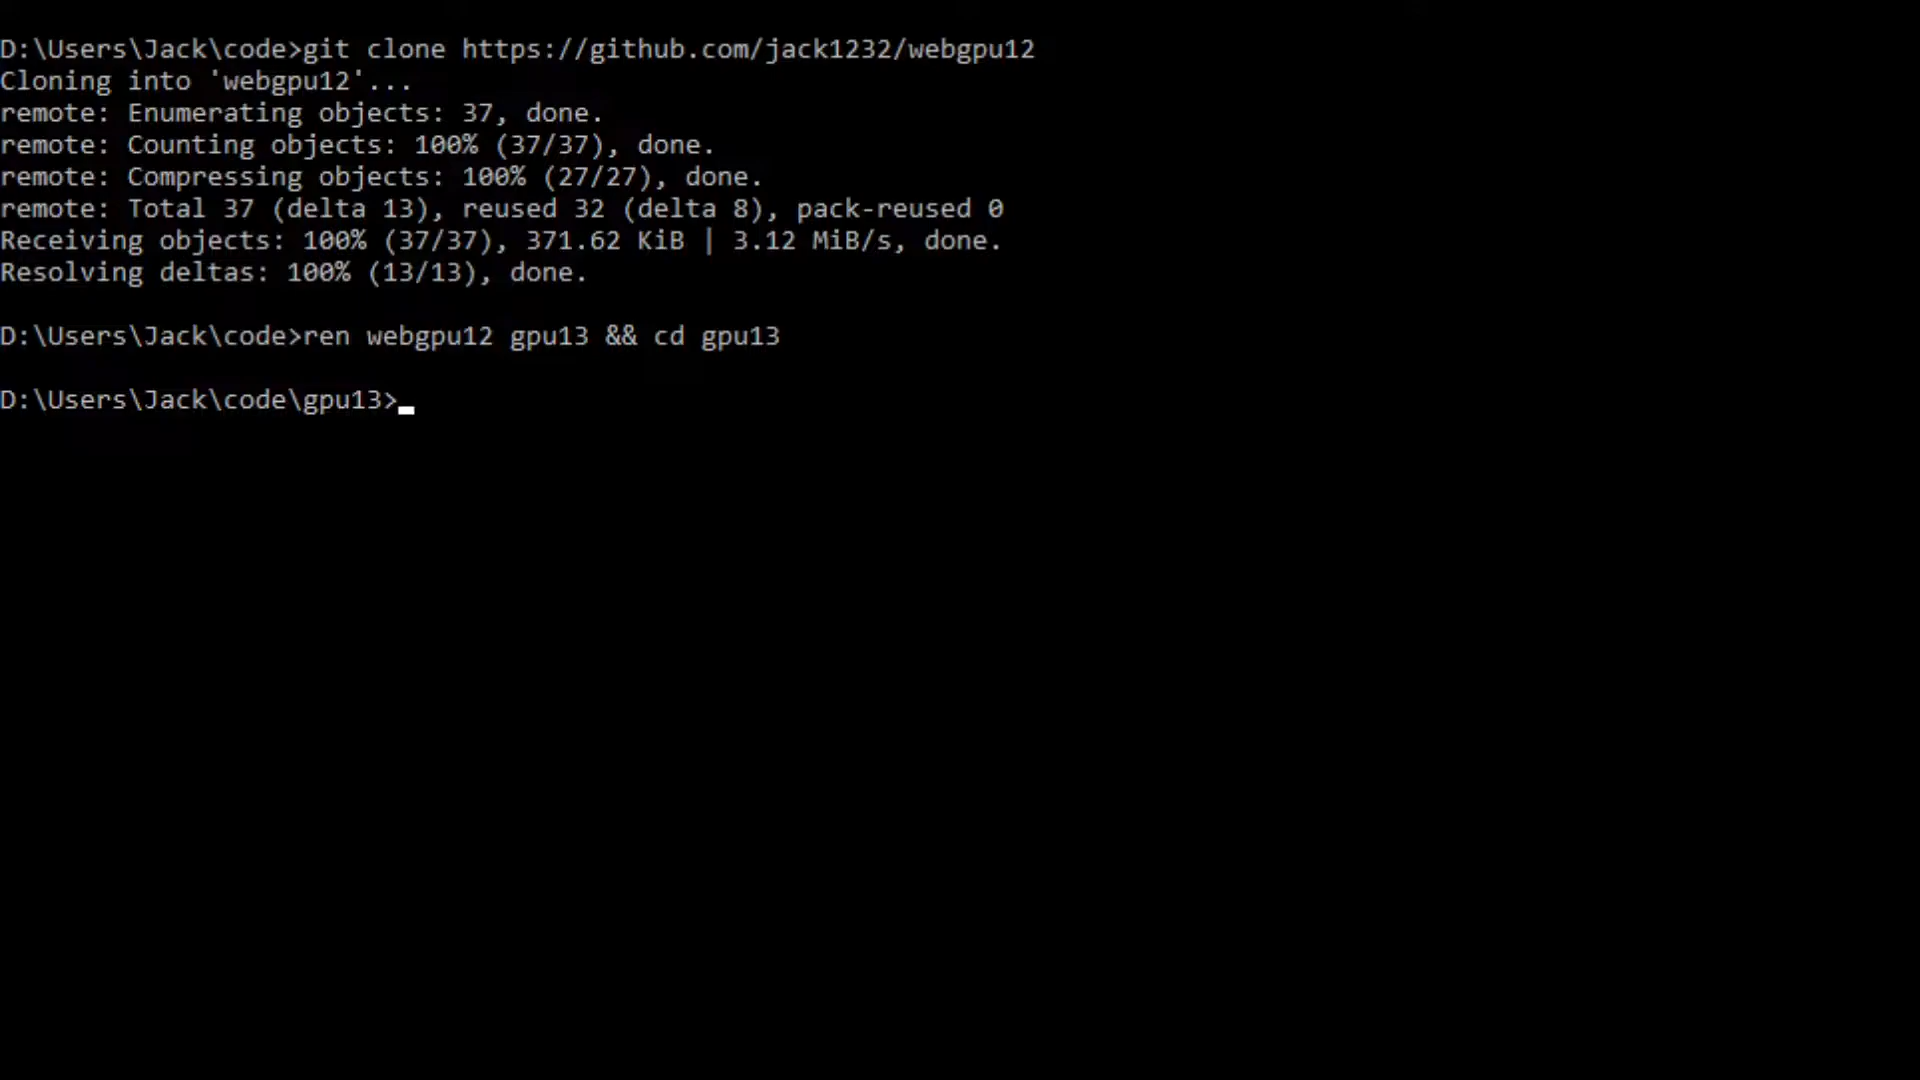 D:\Users\Jack\code>git clone https://github.com/jack1232/webgpu12
Cloning into 'webgpu12'...
remote: Enumerating objects: 37, done.
remote: Counting objects: 100% (37/37), done.
remote: Compressing objects: 100% (27/27), done.
remote: Total 37 (delta 13), reused 32 (delta 8), pack-reused 0
Receiving objects: 100% (37/37), 371.62 KiB | 3.12 MiB/s, done.
Resolving deltas: 100% (13/13), done.
D:\Users\Jack\code>ren webgpu12 gpu13 && cd gpu13
D:\Users\Jack\code\gpu13>